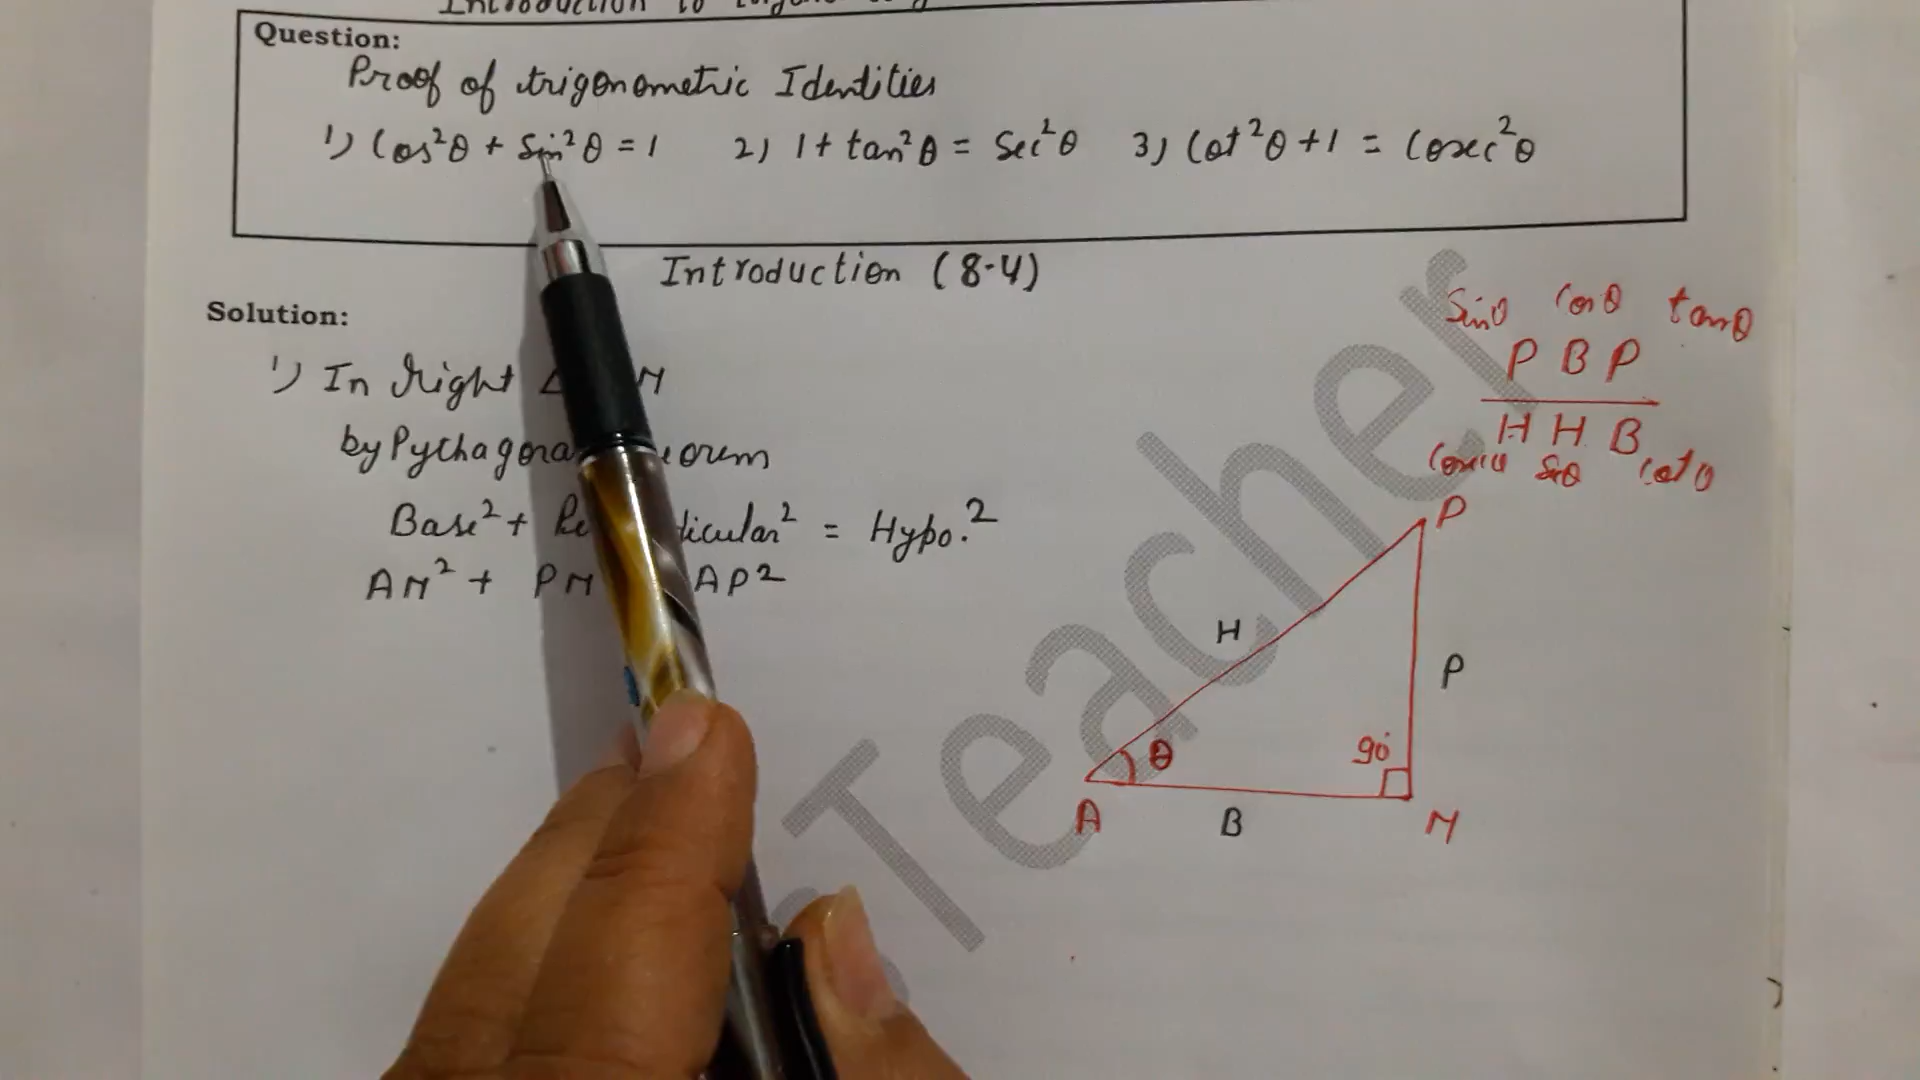 Introduction to
Question:
Proof of trigonometric Identities
1) Cos²θ + Sin²θ = 1 2) 1 + tan²θ = Sec²θ 3) Cot²θ + 1 = Cosec²θ
Introduction (8.4)
Solution:
Sinθ Cosθ tanθ
P B P
H H B
Cosecθ Secθ Cotθ
1) In Right M
by Pythagoras
Base² + = Hypo.²
AM² + PM AP²
P
H
P
θ
90°
A
B
M
Teacher